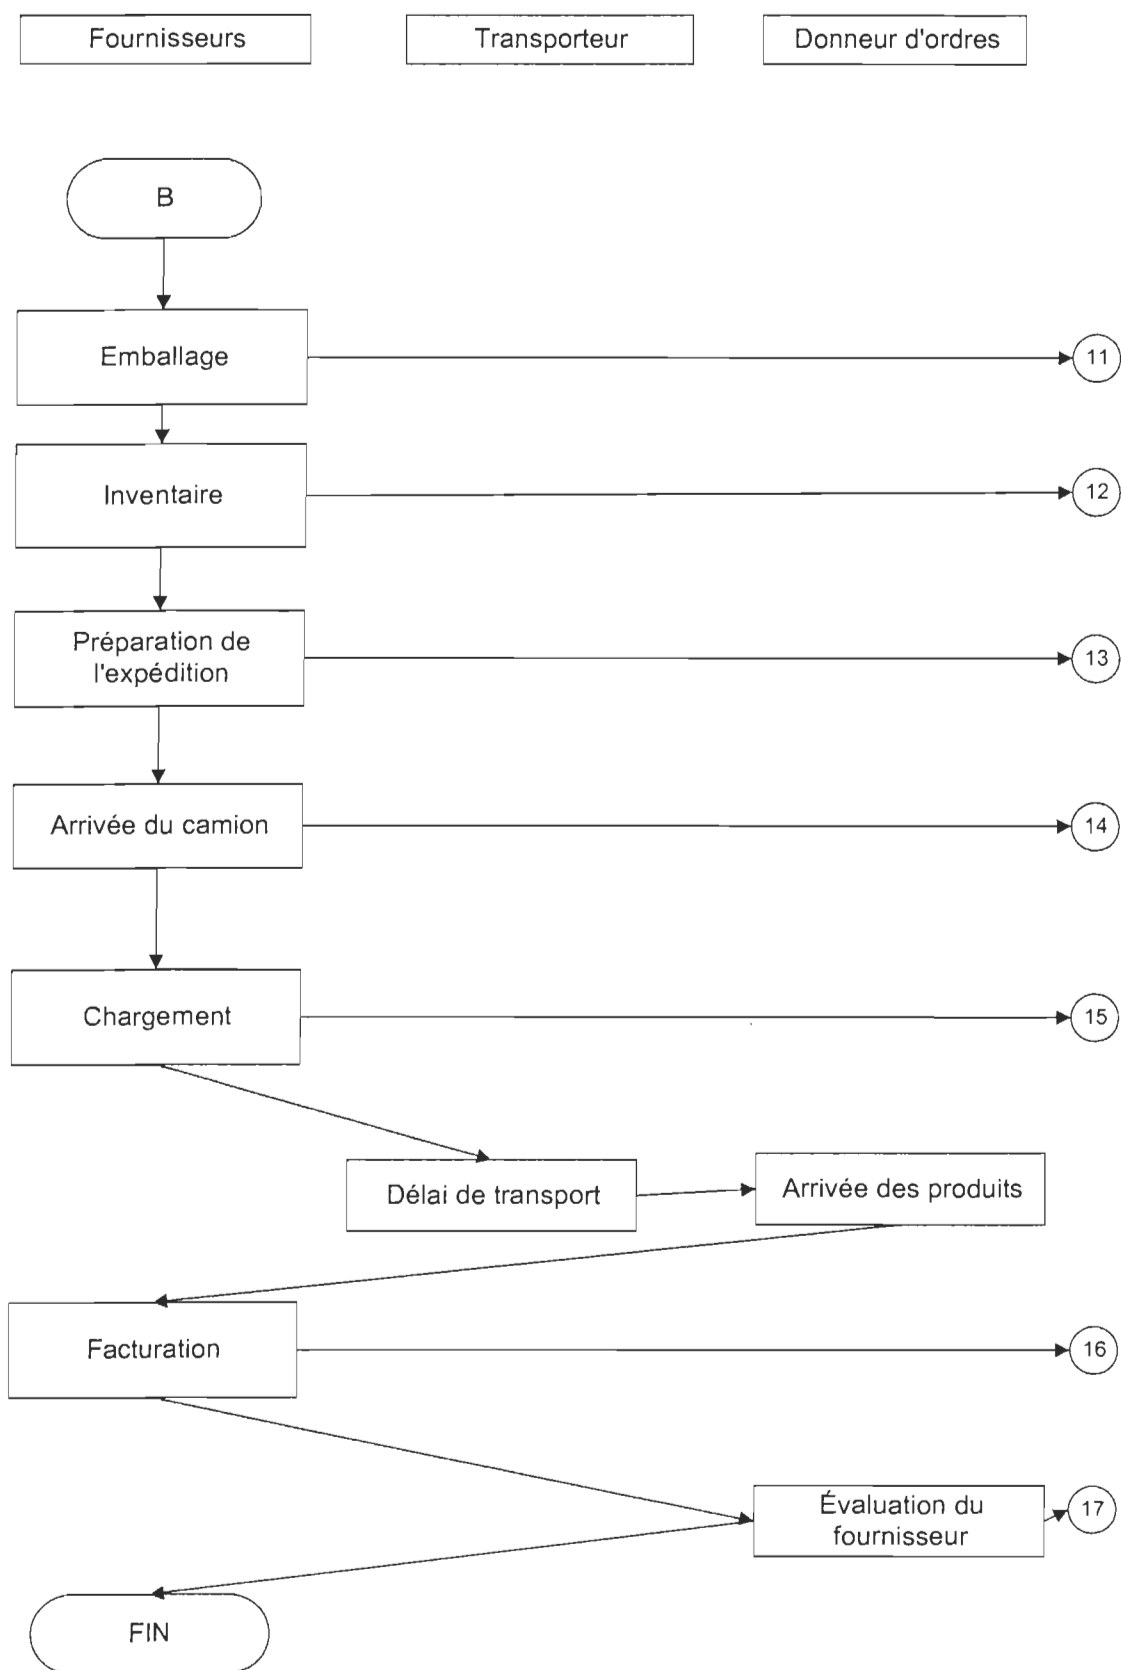 Fournisseurs
Transporteur
Donneur d'ordres
B
Emballage
11
Inventaire
12
Préparation de
l'expédition
13
Arrivée du camion
14
Chargement
15
Délai de transport
Arrivée des produits
Facturation
16
Évaluation du
fournisseur
17
FIN